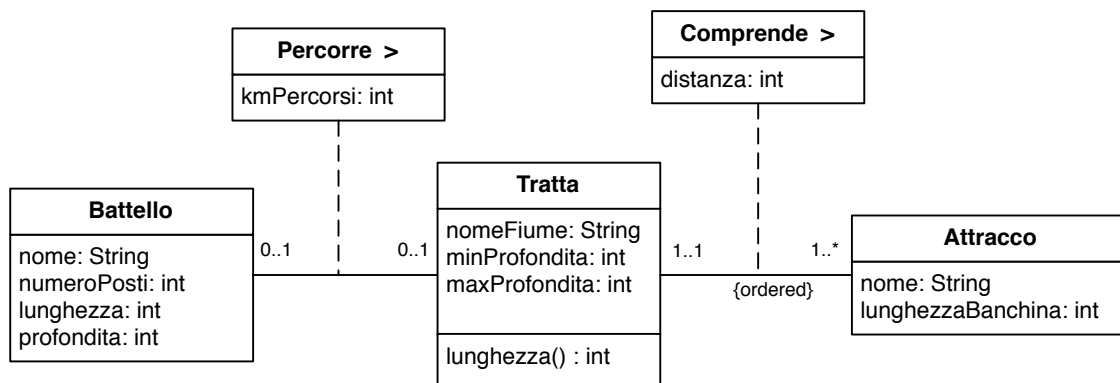 Percorre >
kmPercorsi: int
Comprende >
distanza: int
Battello
nome: String
numeroPosti: int
lunghezza: int
profondita: int
0..1
0..1
Tratta
nomeFiume: String
minProfondita: int
maxProfondita: int
lunghezza() : int
1..1
1..*
{ordered}
Attracco
nome: String
lunghezzaBanchina: int